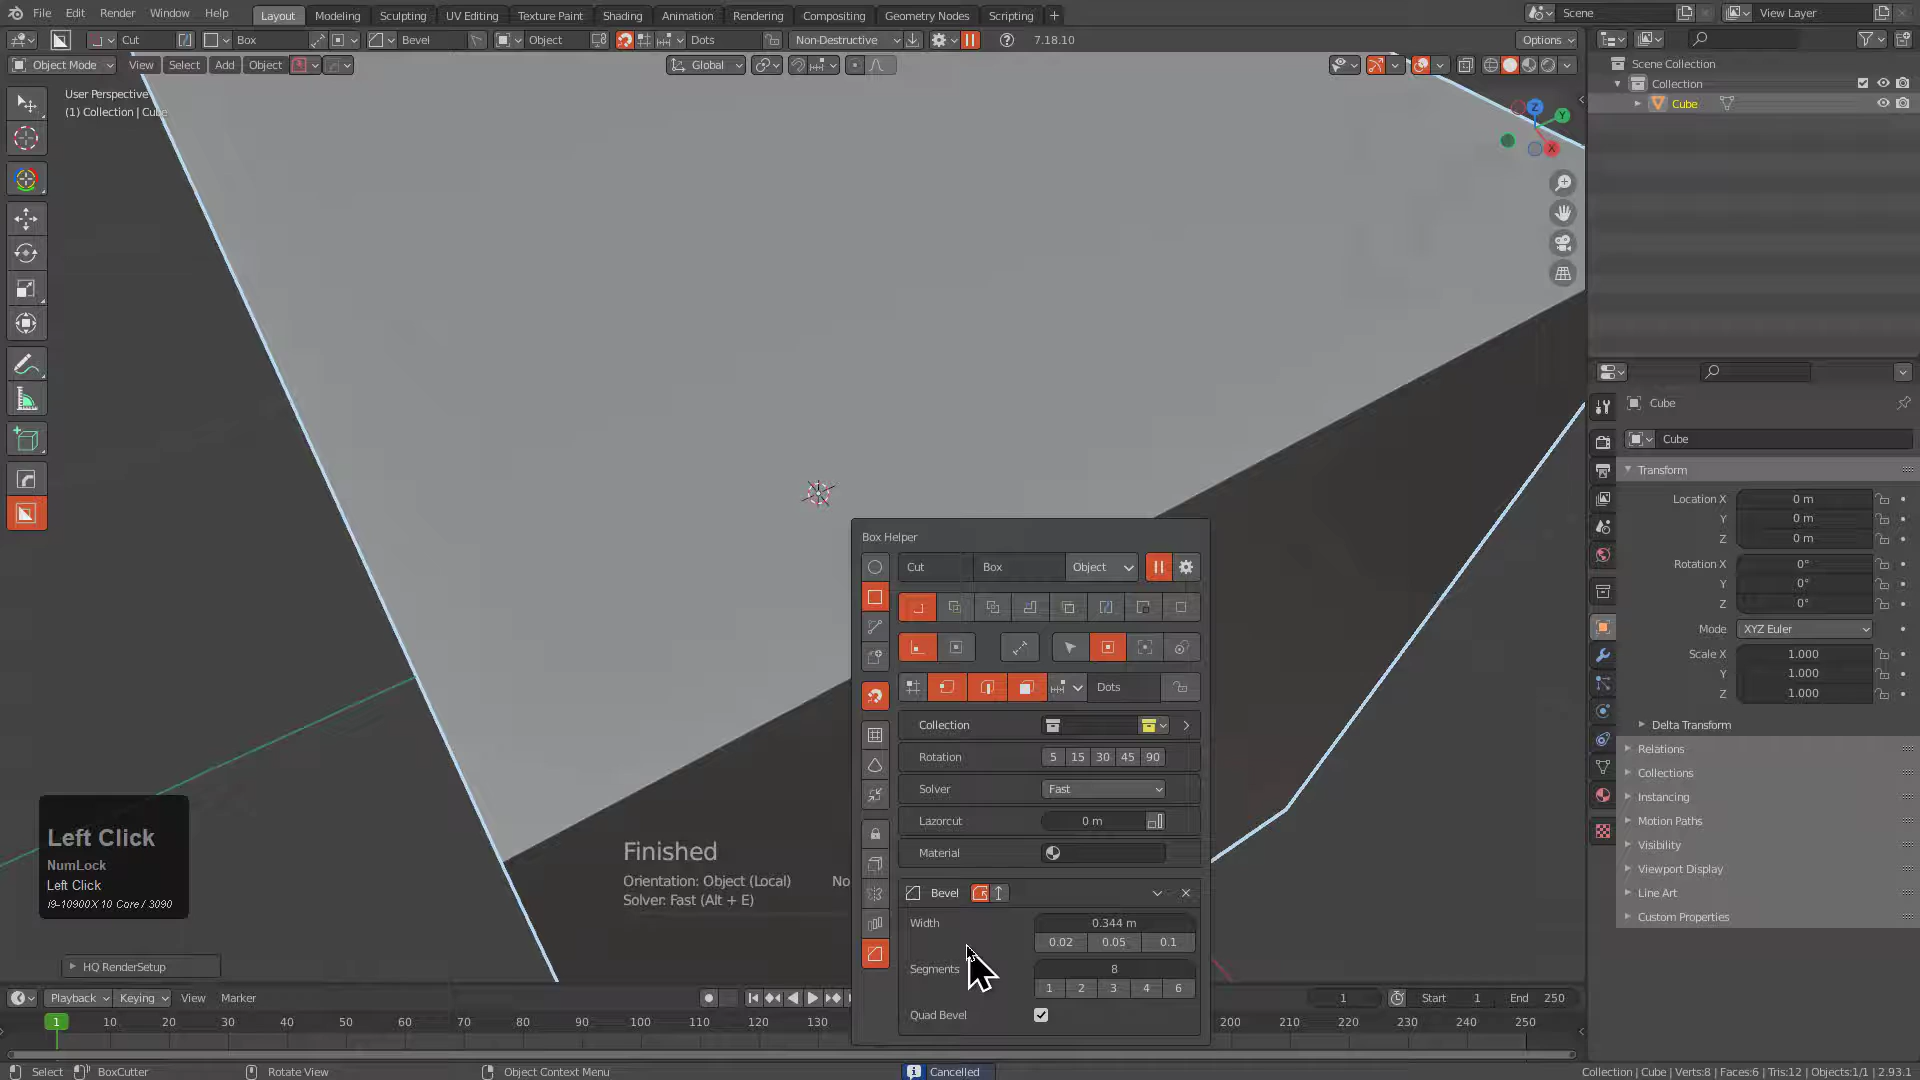 File Edit Render Window Help Layout Modeling Sculpting UV Editing Texture Paint Shading Animation Rendering Compositing Geometry Nodes Scripting + Scene View Layer
Cut Box Bevel Object Dots Non-Destructive 7.18.10 Options
Object Mode View Select Add Object Global
User Perspective
(1) Collection | Cube
Scene Collection
Collection
Cube
Z
Y
X
Box Helper
Cut Box Object
Dots
Collection
Rotation 5 15 30 45 90
Solver Fast
Lazorcut 0 m
Material
Bevel
Width 0.344 m
0.02 0.05 0.1
Segments 8
1 2 3 4 6
Quad Bevel
Left Click
NumLock
Left Click
i9-10900X 10 Core / 3090
Finished
Orientation: Object (Local) No
Solver: Fast (Alt + E)
HQ RenderSetup
Cube
Cube
Transform
Location X 0 m
Y 0 m
Z 0 m
Rotation X 0°
Y 0°
Z 0°
Mode XYZ Euler
Scale X 1.000
Y 1.000
Z 1.000
Delta Transform
Relations
Collections
Instancing
Motion Paths
Visibility
Viewport Display
Line Art
Custom Properties
Playback Keying View Marker 1 Start 1 End 250
1 10 20 30 40 50 60 70 80 90 100 110 120 130 200 210 220 230 240 250
Select BoxCutter Rotate View Object Context Menu Cancelled Collection | Cube | Verts:8 | Faces:6 | Tris:12 | Objects:1/1 | 2.93.1